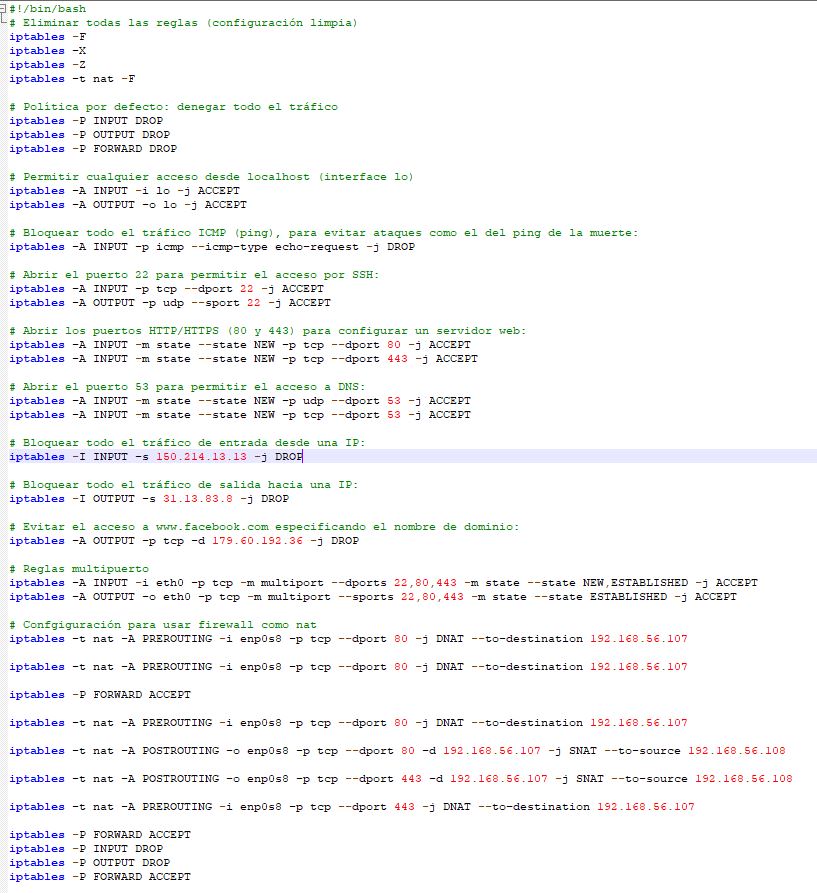 #!/bin/bash
# Eliminar todas las reglas (configuración limpia)
iptables -F
iptables -X
iptables -Z
iptables -t nat -F
# Política por defecto: denegar todo el tráfico
iptables -P INPUT DROP
iptables -P OUTPUT DROP
iptables -P FORWARD DROP
# Permitir cualquier acceso desde localhost (interface lo)
iptables -A INPUT -i lo -j ACCEPT
iptables -A OUTPUT -o lo -j ACCEPT
# Bloquear todo el tráfico ICMP (ping), para evitar ataques como el del ping de la muerte:
iptables -A INPUT -p icmp --icmp-type echo-request -j DROP
# Abrir el puerto 22 para permitir el acceso por SSH:
iptables -A INPUT -p tcp --dport 22 -j ACCEPT
iptables -A OUTPUT -p udp --sport 22 -j ACCEPT
# Abrir los puertos HTTP/HTTPS (80 y 443) para configurar un servidor web:
iptables -A INPUT -m state --state NEW -p tcp --dport 80 -j ACCEPT
iptables -A INPUT -m state --state NEW -p tcp --dport 443 -j ACCEPT
# Abrir el puerto 53 para permitir el acceso a DNS:
iptables -A INPUT -m state --state NEW -p udp --dport 53 -j ACCEPT
iptables -A INPUT -m state --state NEW -p tcp --dport 53 -j ACCEPT
# Bloquear todo el tráfico de entrada desde una IP:
iptables -I INPUT -s 150.214.13.13 -j DROP
# Bloquear todo el tráfico de salida hacia una IP:
iptables -I OUTPUT -s 31.13.83.8 -j DROP
# Evitar el acceso a www.facebook.com especificando el nombre de dominio:
iptables -A OUTPUT -p tcp -d 179.60.192.36 -j DROP
# Reglas multipuerto
iptables -A INPUT -i eth0 -p tcp -m multiport --dports 22,80,443 -m state --state NEW,ESTABLISHED -j ACCEPT
iptables -A OUTPUT -o eth0 -p tcp -m multiport --sports 22,80,443 -m state --state ESTABLISHED -j ACCEPT
# Confgiguración para usar firewall como nat
iptables -t nat -A PREROUTING -i enp0s8 -p tcp --dport 80 -j DNAT --to-destination 192.168.56.107
iptables -t nat -A PREROUTING -i enp0s8 -p tcp --dport 80 -j DNAT --to-destination 192.168.56.107
iptables -P FORWARD ACCEPT
iptables -t nat -A PREROUTING -i enp0s8 -p tcp --dport 80 -j DNAT --to-destination 192.168.56.107
iptables -t nat -A POSTROUTING -o enp0s8 -p tcp --dport 80 -d 192.168.56.107 -j SNAT --to-source 192.168.56.108
iptables -t nat -A POSTROUTING -o enp0s8 -p tcp --dport 443 -d 192.168.56.107 -j SNAT --to-source 192.168.56.108
iptables -t nat -A PREROUTING -i enp0s8 -p tcp --dport 443 -j DNAT --to-destination 192.168.56.107
iptables -P FORWARD ACCEPT
iptables -P INPUT DROP
iptables -P OUTPUT DROP
iptables -P FORWARD ACCEPT